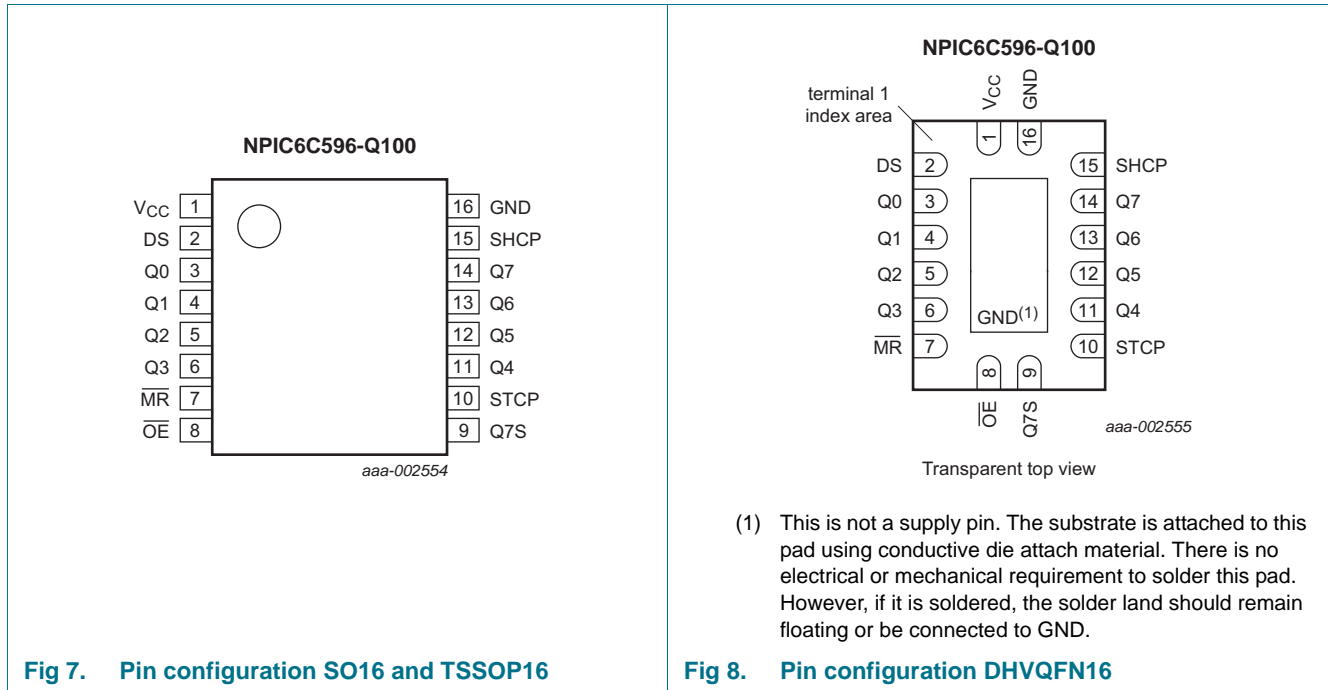 NPIC6C596-Q100
VCC 1
DS 2
Q0 3
Q1 4
Q2 5
Q3 6
MR 7
OE 8
16 GND
15 SHCP
14 Q7
13 Q6
12 Q5
11 Q4
10 STCP
9 Q7S
aaa-002554
Fig 7. Pin configuration SO16 and TSSOP16
NPIC6C596-Q100
terminal 1
index area
VCC
GND
1
16
DS 2
Q0 3
Q1 4
Q2 5
Q3 6
MR 7
15 SHCP
14 Q7
13 Q6
12 Q5
11 Q4
10 STCP
GND(1)
8
9
OE
Q7S
aaa-002555
Transparent top view
(1) This is not a supply pin. The substrate is attached to this
pad using conductive die attach material. There is no
electrical or mechanical requirement to solder this pad.
However, if it is soldered, the solder land should remain
floating or be connected to GND.
Fig 8. Pin configuration DHVQFN16